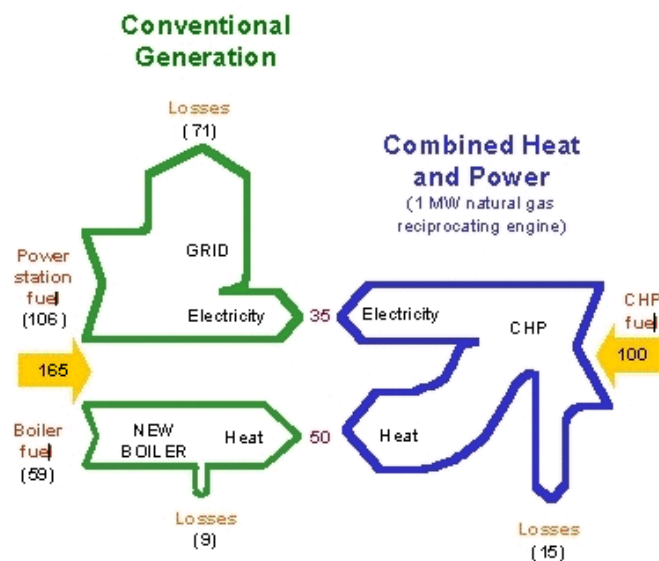 Conventional
Generation
Losses
(71)
Combined Heat
and Power
(1 MW natural gas
reciprocating engine)
GRID
Power
station
fuel
(106)
Electricity
35
Electricity
CHP
CHP
fuel
165
100
Boiler
fuel
(59)
NEW
BOILER
Heat
50
Heat
Losses
(9)
Losses
(15)